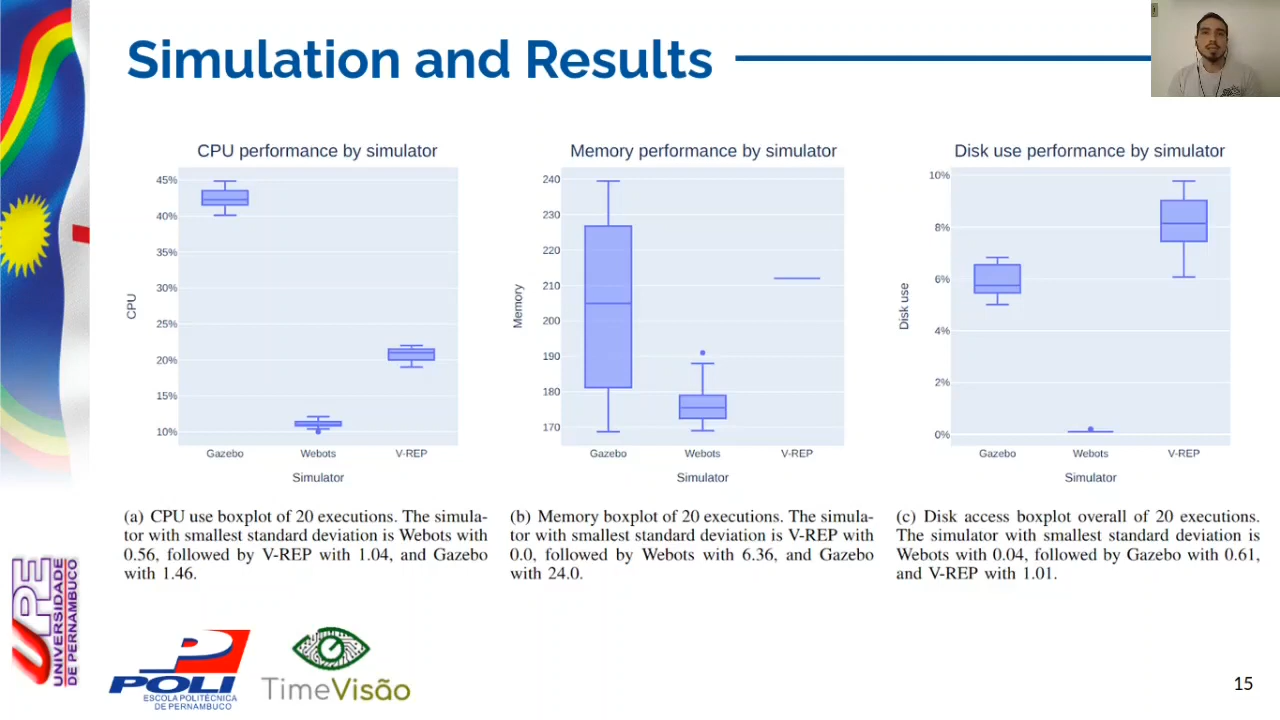 Simulation and Results
CPU performance by simulator
45%
40%
35%
30%
25%
20%
15%
10%
CPU
Gazebo
Webots
V-REP
Simulator
Memory performance by simulator
240
230
220
210
200
190
180
170
Memory
Gazebo
Webots
V-REP
Simulator
Disk use performance by simulator
10%
8%
6%
4%
2%
0%
Disk use
Gazebo
Webots
V-REP
Simulator
(a) CPU use boxplot of 20 executions. The simula-
tor with smallest standard deviation is Webots with
0.56, followed by V-REP with 1.04, and Gazebo
with 1.46.
(b) Memory boxplot of 20 executions. The simula-
tor with smallest standard deviation is V-REP with
0.0, followed by Webots with 6.36, and Gazebo
with 24.0.
(c) Disk access boxplot overall of 20 executions.
The simulator with smallest standard deviation is
Webots with 0.04, followed by Gazebo with 0.61,
and V-REP with 1.01.
UPE
UNIVERSIDADE
DE PERNAMBUCO
POLI
ESCOLA POLITÉCNICA
DE PERNAMBUCO
TimeVisão
15